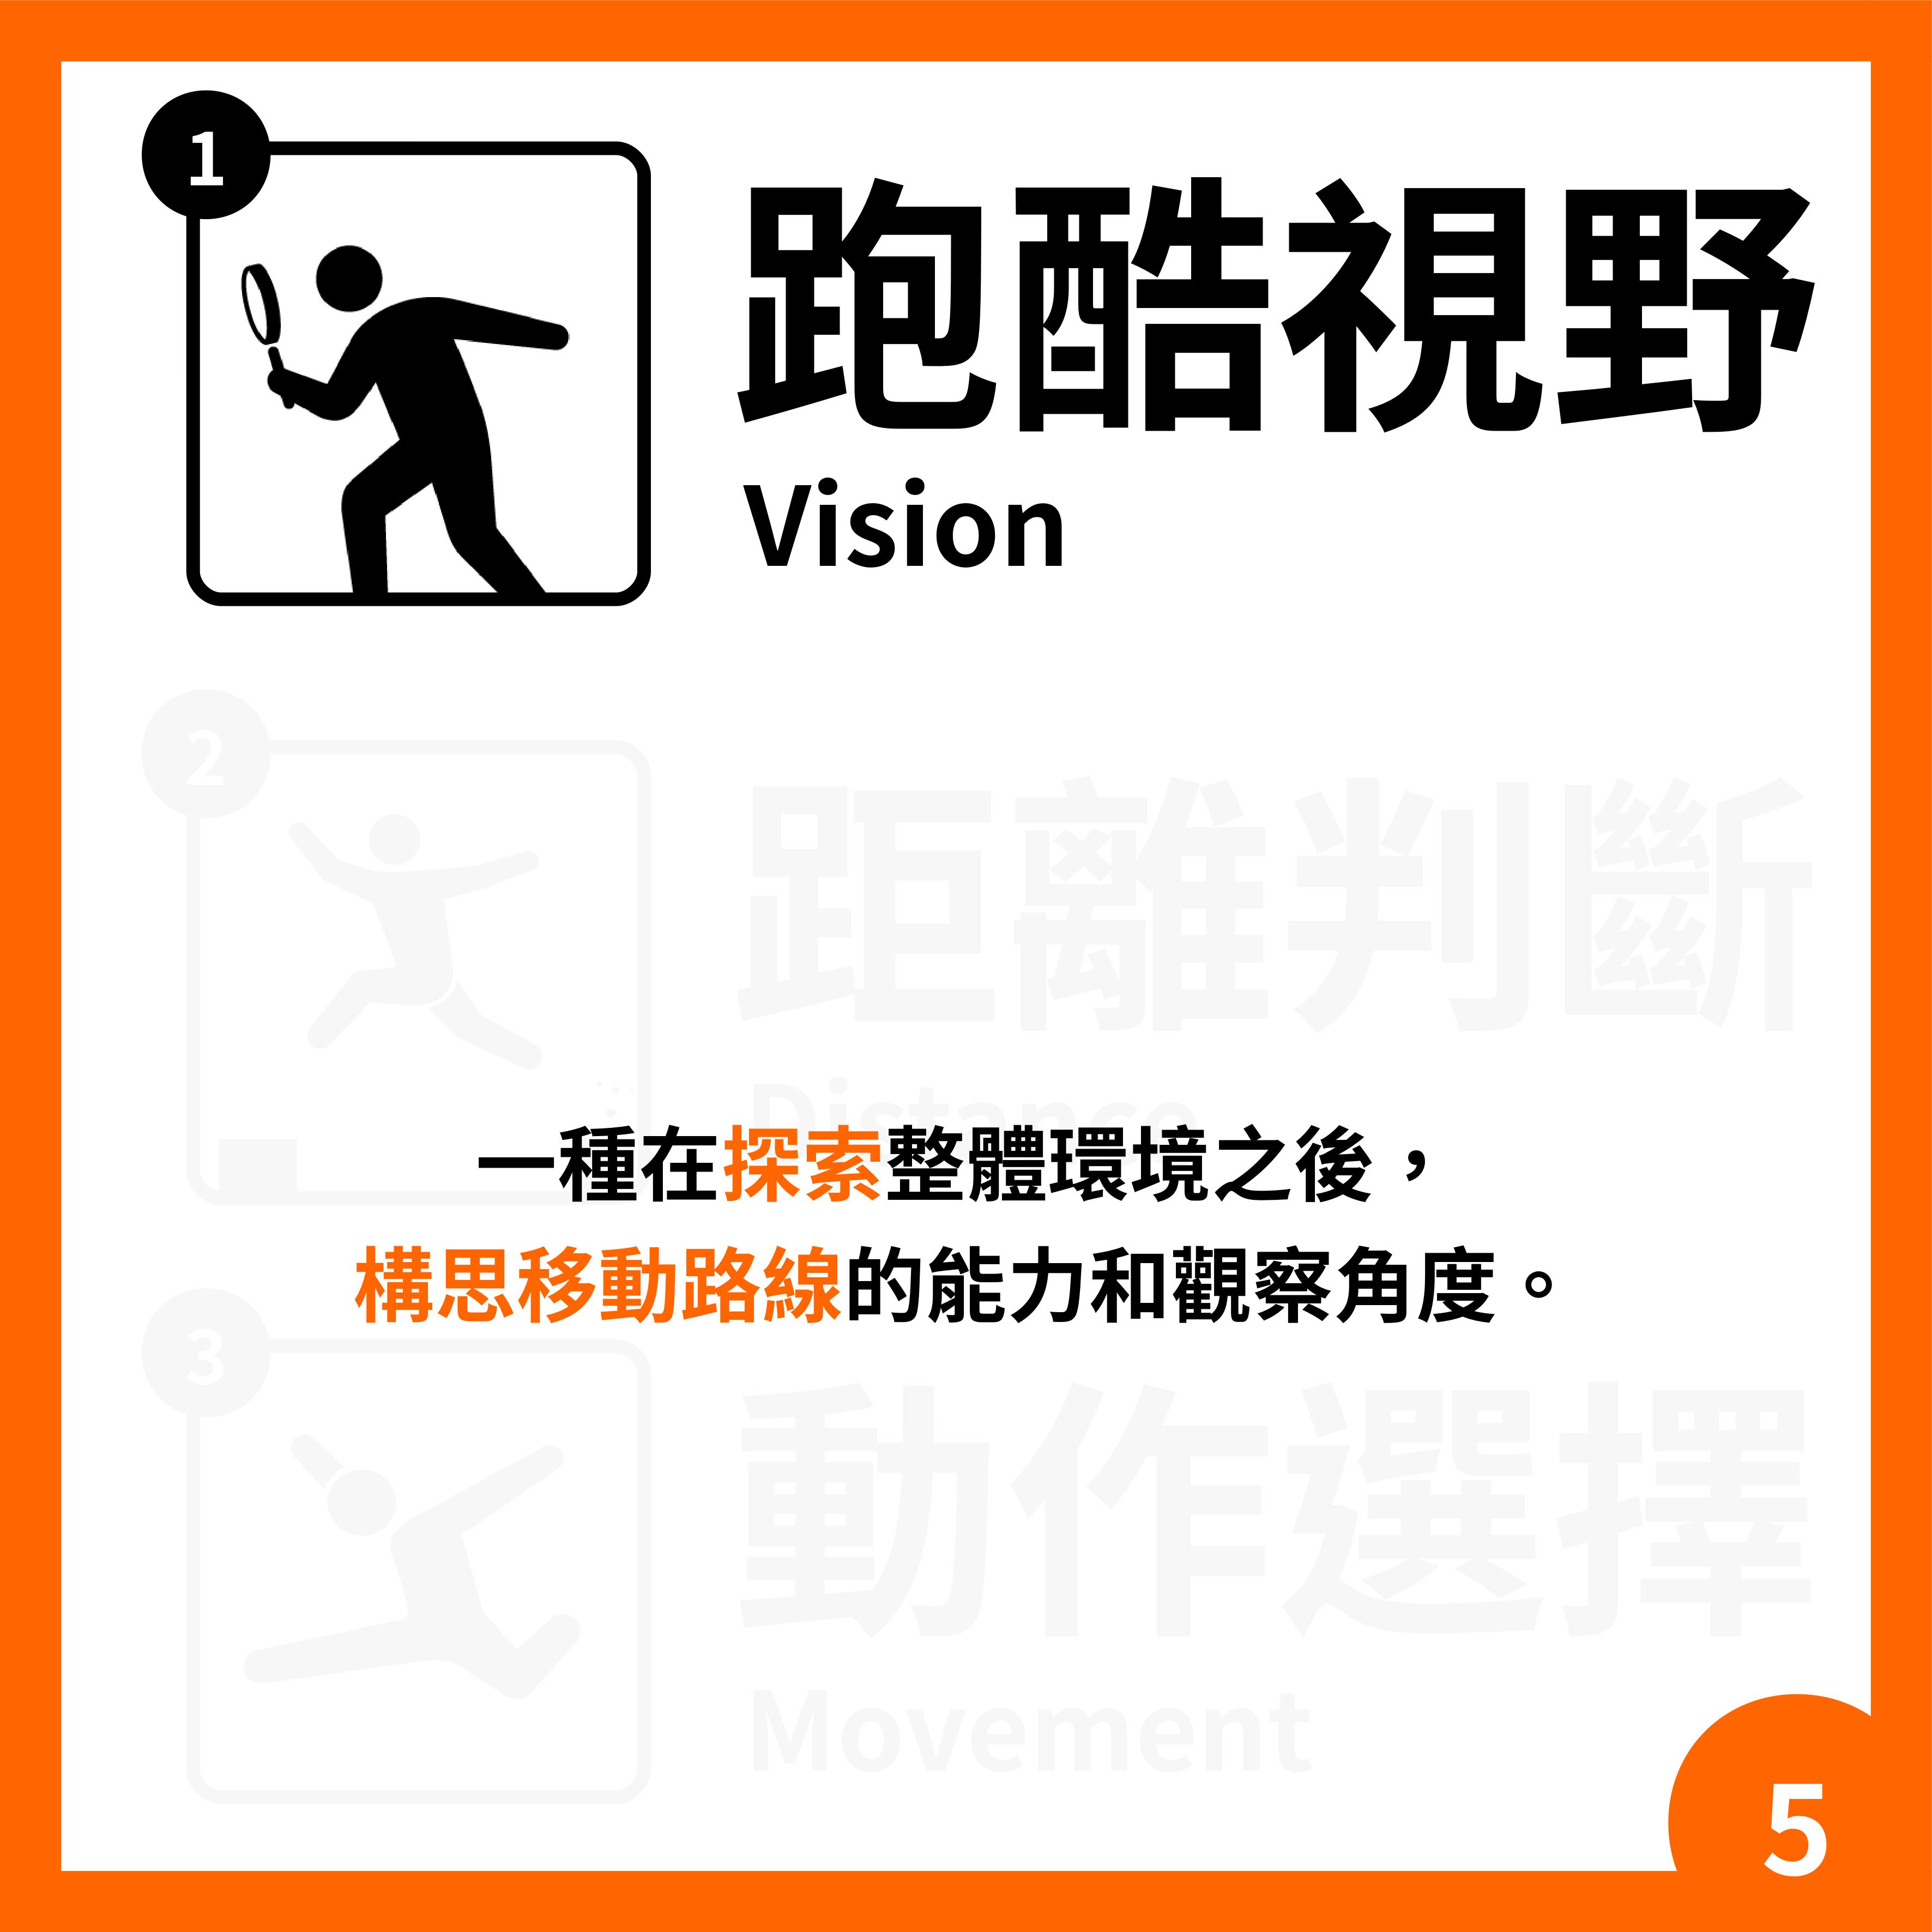 1
跑酷視野
Vision
2
距離判斷
Distance
一種在探索整體環境之後，
構思移動路線的能力和觀察角度。
3
動作選擇
Movement
5